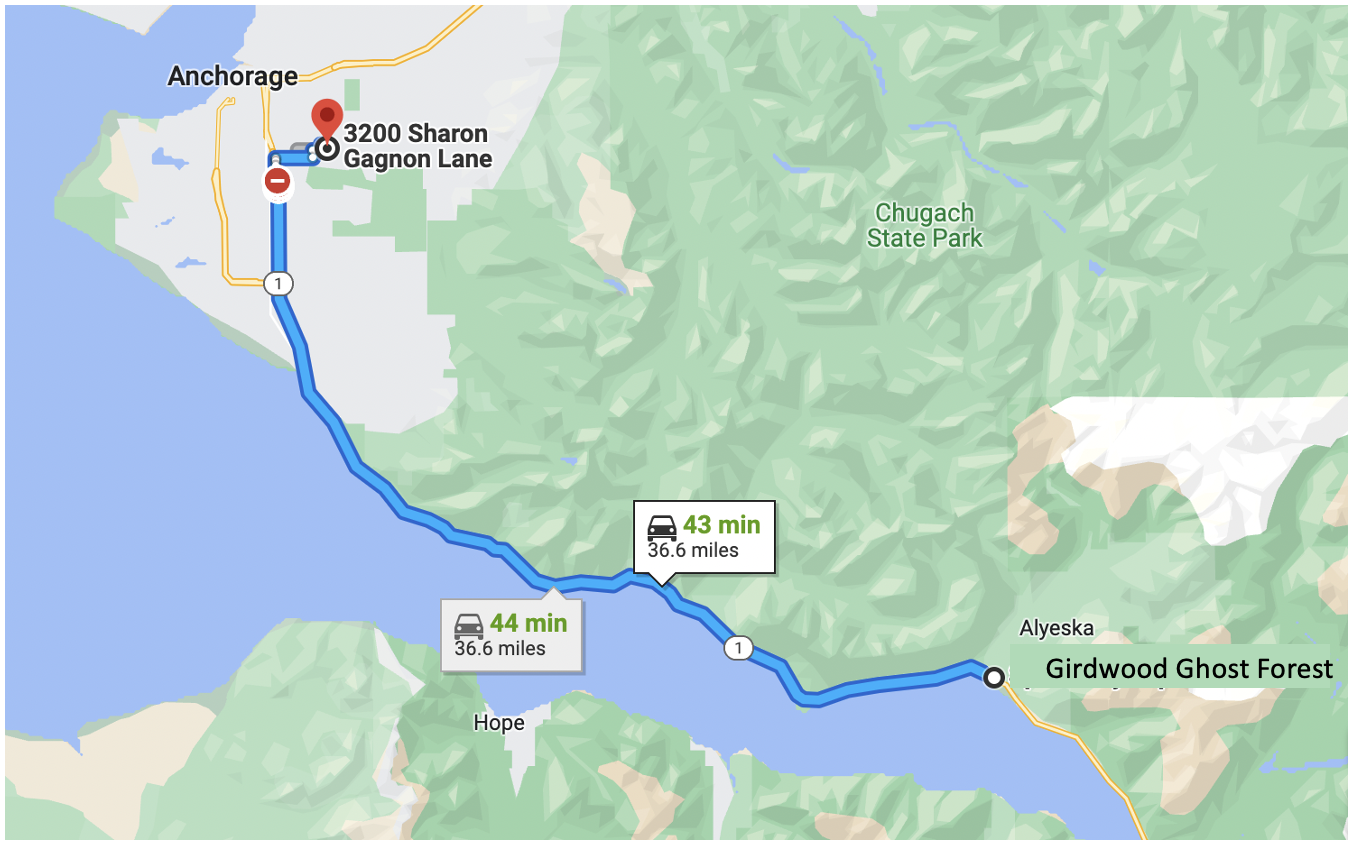 Anchorage
3200 Sharon
Gagnon Lane
Chugach
State Park
1
43 min
36.6 miles
44 min
36.6 miles
1
Alyeska
Girdwood Ghost Forest
Hope